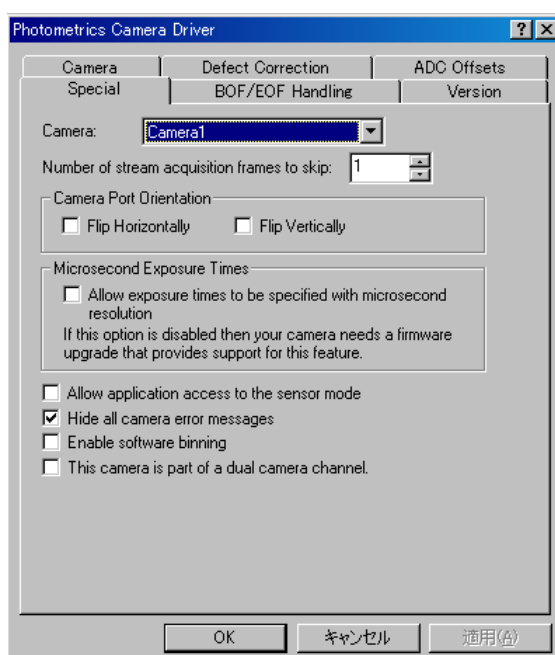 Photometrics Camera Driver
Camera
Defect Correction
ADC Offsets
Special
BOF/EOF Handling
Version
Camera: Camera1
Number of stream acquisition frames to skip: 1
Camera Port Orientation
Flip Horizontally
Flip Vertically
Microsecond Exposure Times
Allow exposure times to be specified with microsecond
resolution
If this option is disabled then your camera needs a firmware
upgrade that provides support for this feature.
Allow application access to the sensor mode
Hide all camera error messages
Enable software binning
This camera is part of a dual camera channel.
OK
キャンセル
適用(A)